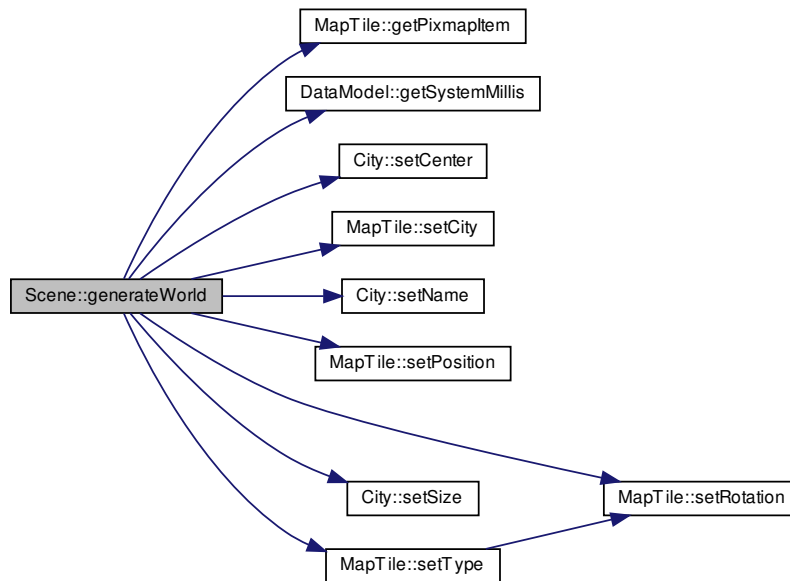 MapTile::getPixmapItem
DataModel::getSystemMillis
City::setCenter
MapTile::setCity
Scene::generateWorld
City::setName
MapTile::setPosition
City::setSize
MapTile::setRotation
MapTile::setType